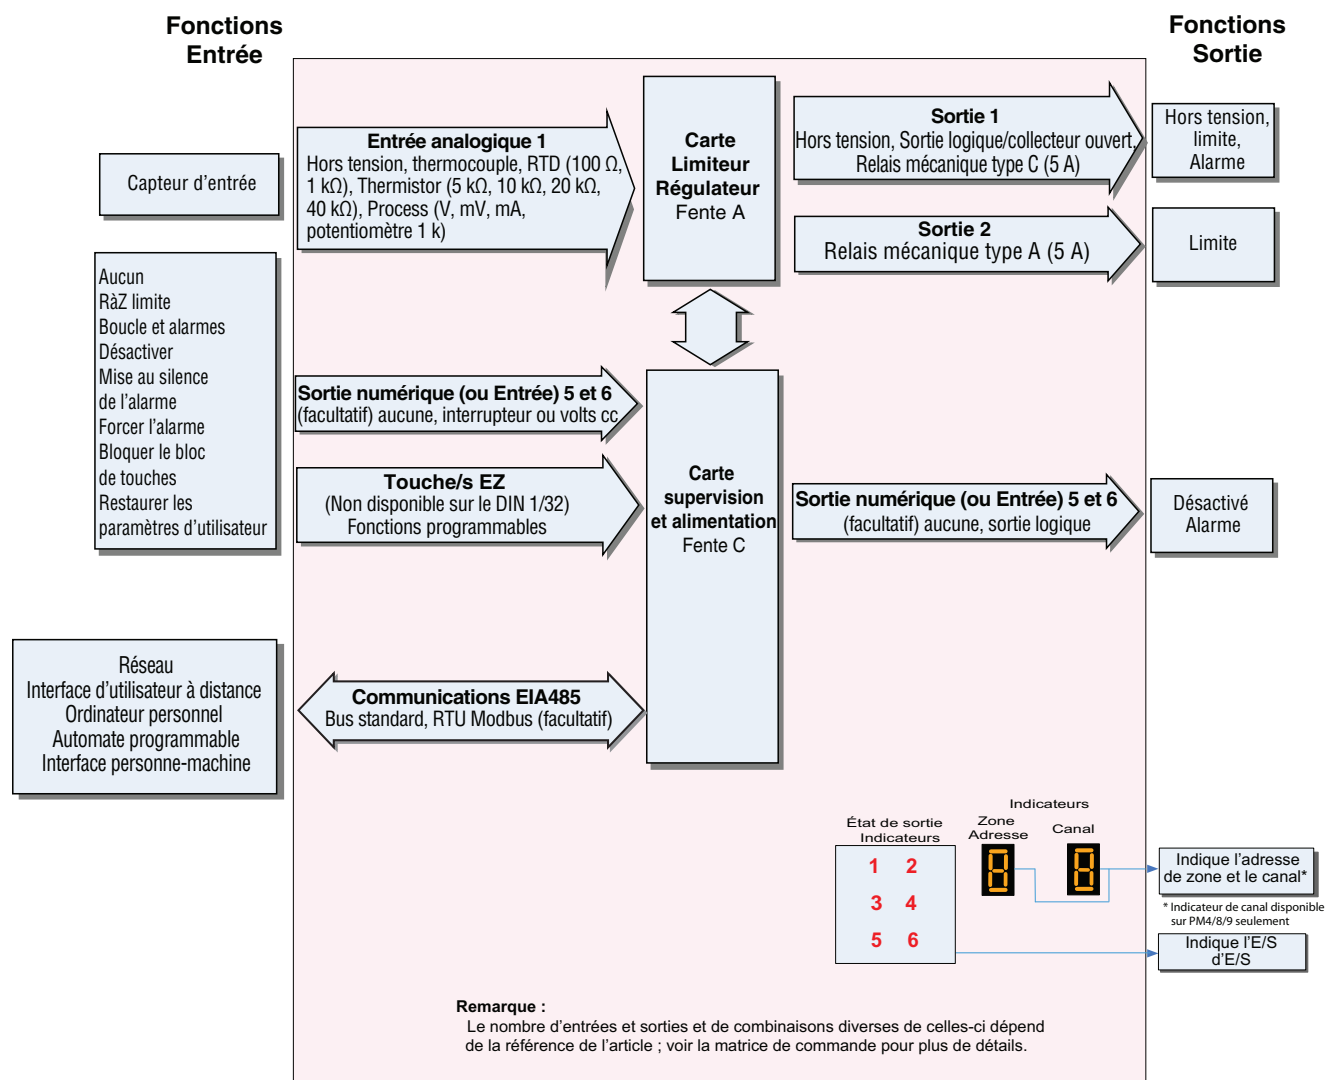 Fonctions
Entrée
Fonctions
Sortie
Capteur d'entrée
Entrée analogique 1
Hors tension, thermocouple, RTD (100 Ω,
1 kΩ), Thermistor (5 kΩ, 10 kΩ, 20 kΩ,
40 kΩ), Process (V, mV, mA,
potentiomètre 1 k)
Carte
Limiteur
Régulateur
Fente A
Sortie 1
Hors tension, Sortie logique/collecteur ouvert,
Relais mécanique type C (5 A)
Hors tension,
limite,
Alarme
Sortie 2
Relais mécanique type A (5 A)
Limite
Aucun
RàZ limite
Boucle et alarmes
Désactiver
Mise au silence
de l'alarme
Forcer l'alarme
Bloquer le bloc
de touches
Restaurer les
paramètres d'utilisateur
Sortie numérique (ou Entrée) 5 et 6
(facultatif) aucune, interrupteur ou volts cc
Touche/s EZ
(Non disponible sur le DIN 1/32)
Fonctions programmables
Carte
supervision
et alimentation
Fente C
Sortie numérique (ou Entrée) 5 et 6
(facultatif) aucune, sortie logique
Désactivé
Alarme
Réseau
Interface d'utilisateur à distance
Ordinateur personnel
Automate programmable
Interface personne-machine
Communications EIA485
Bus standard, RTU Modbus (facultatif)
Indicateurs
État de sortie
Indicateurs
Zone
Adresse
Canal
1 2
3 4
5 6
8
8
Indique l'adresse
de zone et le canal*
* Indicateur de canal disponible
sur PM4/8/9 seulement
Indique l'E/S
d'E/S
Remarque :
Le nombre d'entrées et sorties et de combinaisons diverses de celles-ci dépend
de la référence de l'article ; voir la matrice de commande pour plus de détails.